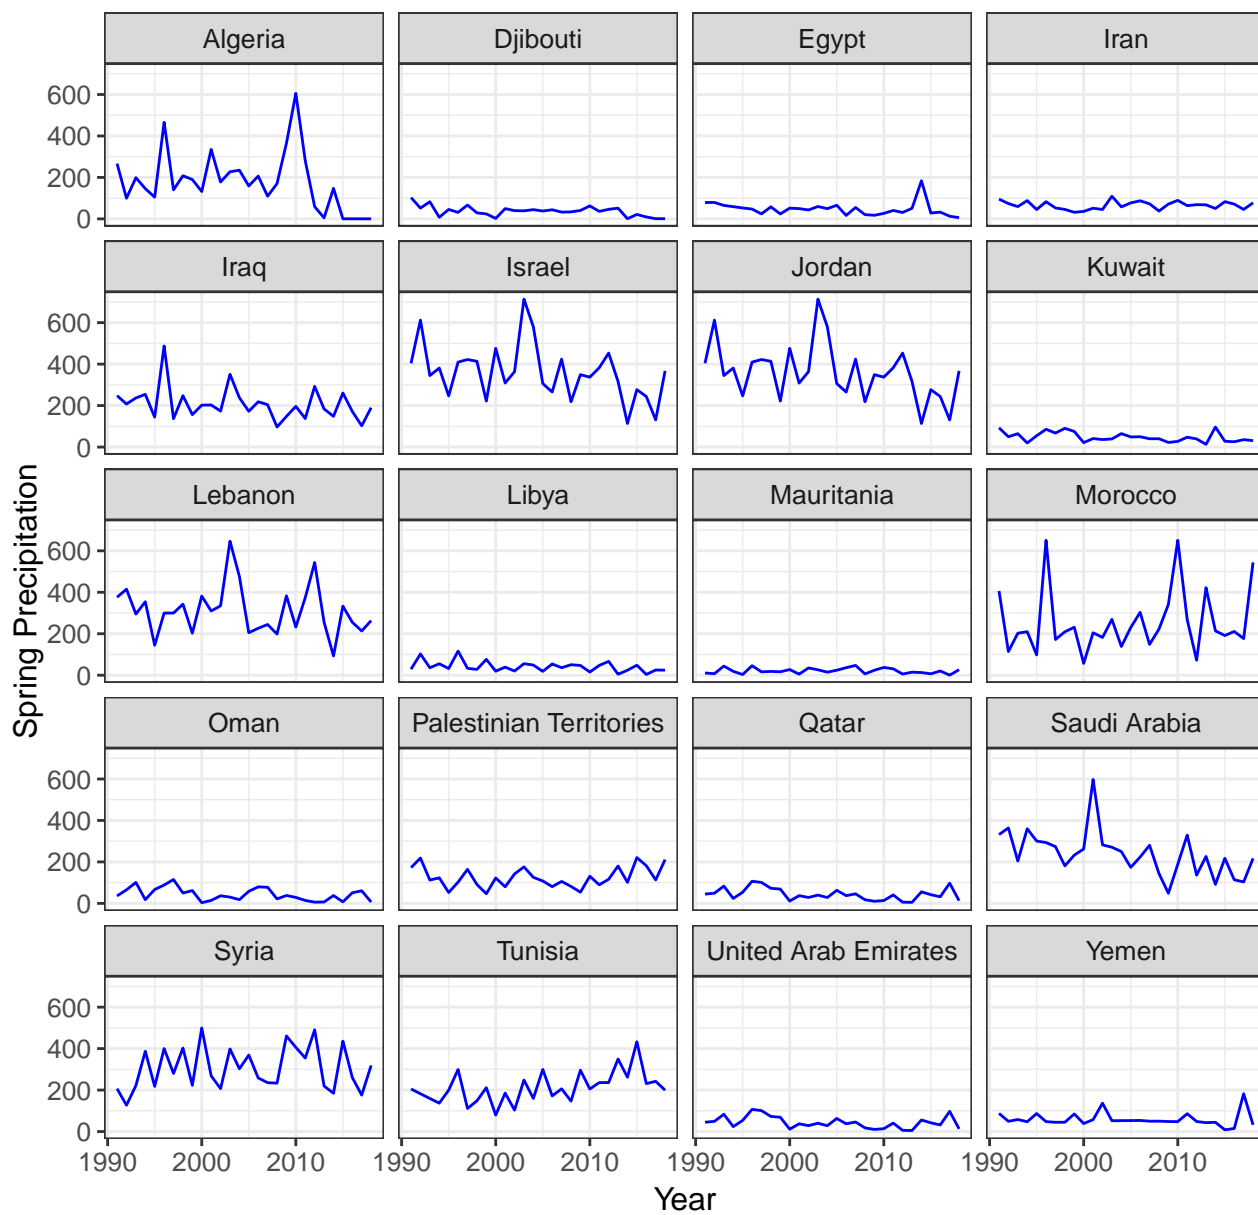 Algeria Djibouti Egypt Iran
600
400
200
0
Iraq Israel Jordan Kuwait
600
400
200
0
Lebanon Libya Mauritania Morocco
600
400
200
0
Oman Palestinian Territories Qatar Saudi Arabia
600
400
200
0
Syria Tunisia United Arab Emirates Yemen
600
400
200
0
1990 2000 2010 1990 2000 2010 1990 2000 2010 1990 2000 2010
Year
Spring Precipitation